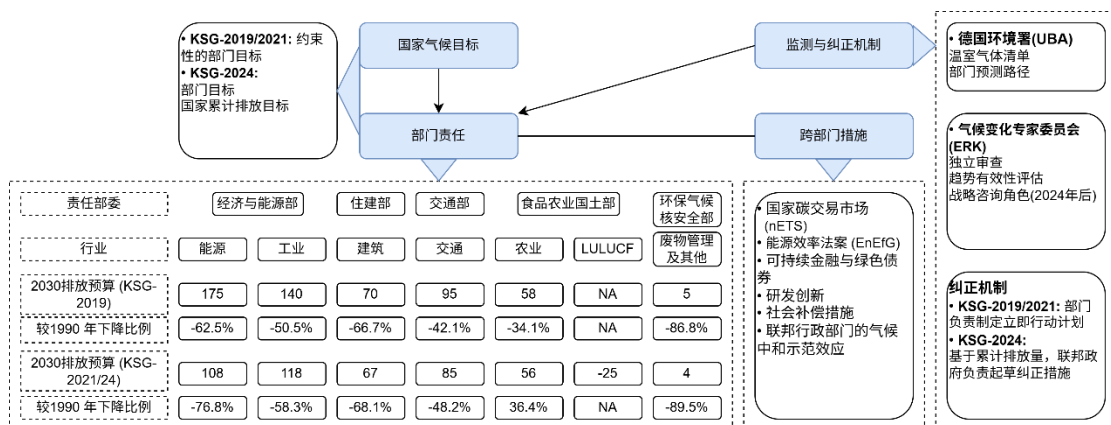 • KSG-2019/2021: 约束
性的部门目标
• KSG-2024:
部门目标
国家累计排放目标
国家气候目标
监测与纠正机制
部门责任
跨部门措施
• 德国环境署(UBA)
温室气体清单
部门预测路径
• 气候变化专家委员会
(ERK)
独立审查
趋势有效性评估
战略咨询角色(2024年后)
纠正机制
• KSG-2019/2021: 部门
负责制定立即行动计划
• KSG-2024:
基于累计排放量，联邦政
府负责起草纠正措施
责任部委 经济与能源部 住建部 交通部 食品农业国土部 环保气候
核安全部
行业 能源 工业 建筑 交通 农业 LULUCF 废物管理
及其他
2030排放预算 (KSG-
2019) 175 140 70 95 58 NA 5
较1990 年下降比例 -62.5% -50.5% -66.7% -42.1% -34.1% NA -86.8%
2030排放预算 (KSG-
2021/24) 108 118 67 85 56 -25 4
较1990 年下降比例 -76.8% -58.3% -68.1% -48.2% 36.4% NA -89.5%
• 国家碳交易市场
(nETS)
• 能源效率法案 (EnEfG)
• 可持续金融与绿色债
券
• 研发创新
• 社会补偿措施
• 联邦行政部门的气候
中和示范效应